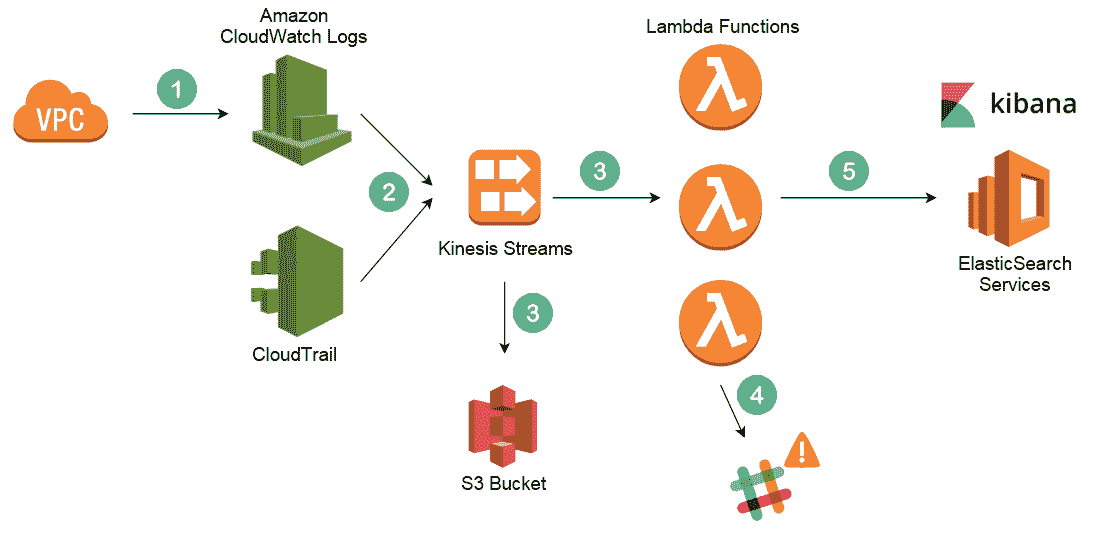 Amazon
CloudWatch Logs
Lambda Functions
VPC
1
kibana
2
3
5
Kinesis Streams
ElasticSearch
Services
CloudTrail
3
4
S3 Bucket